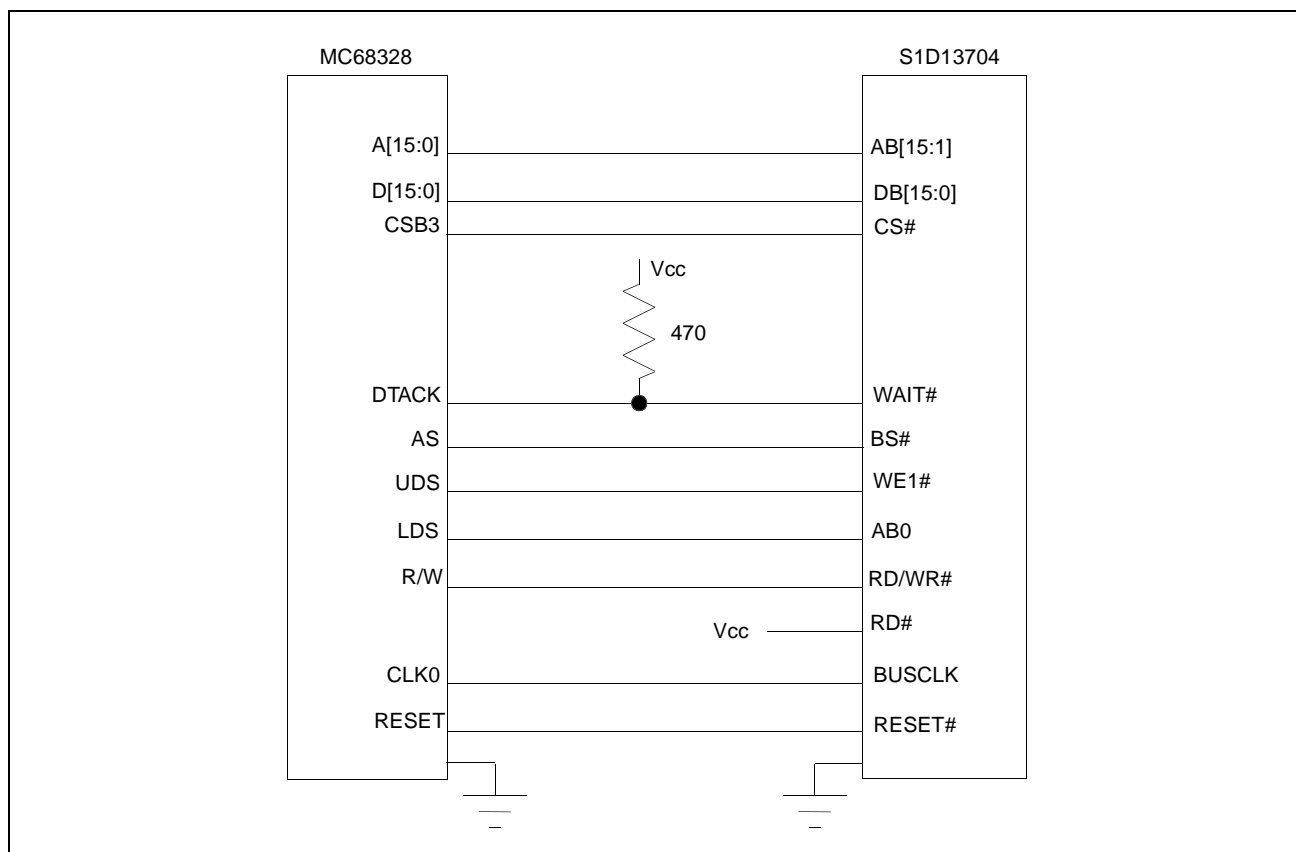 MC68328 S1D13704
A[15:0] AB[15:1]
D[15:0] DB[15:0]
CSB3 CS#
Vcc
470
DTACK WAIT#
AS BS#
UDS WE1#
LDS AB0
R/W RD/WR#
Vcc RD#
CLK0 BUSCLK
RESET RESET#